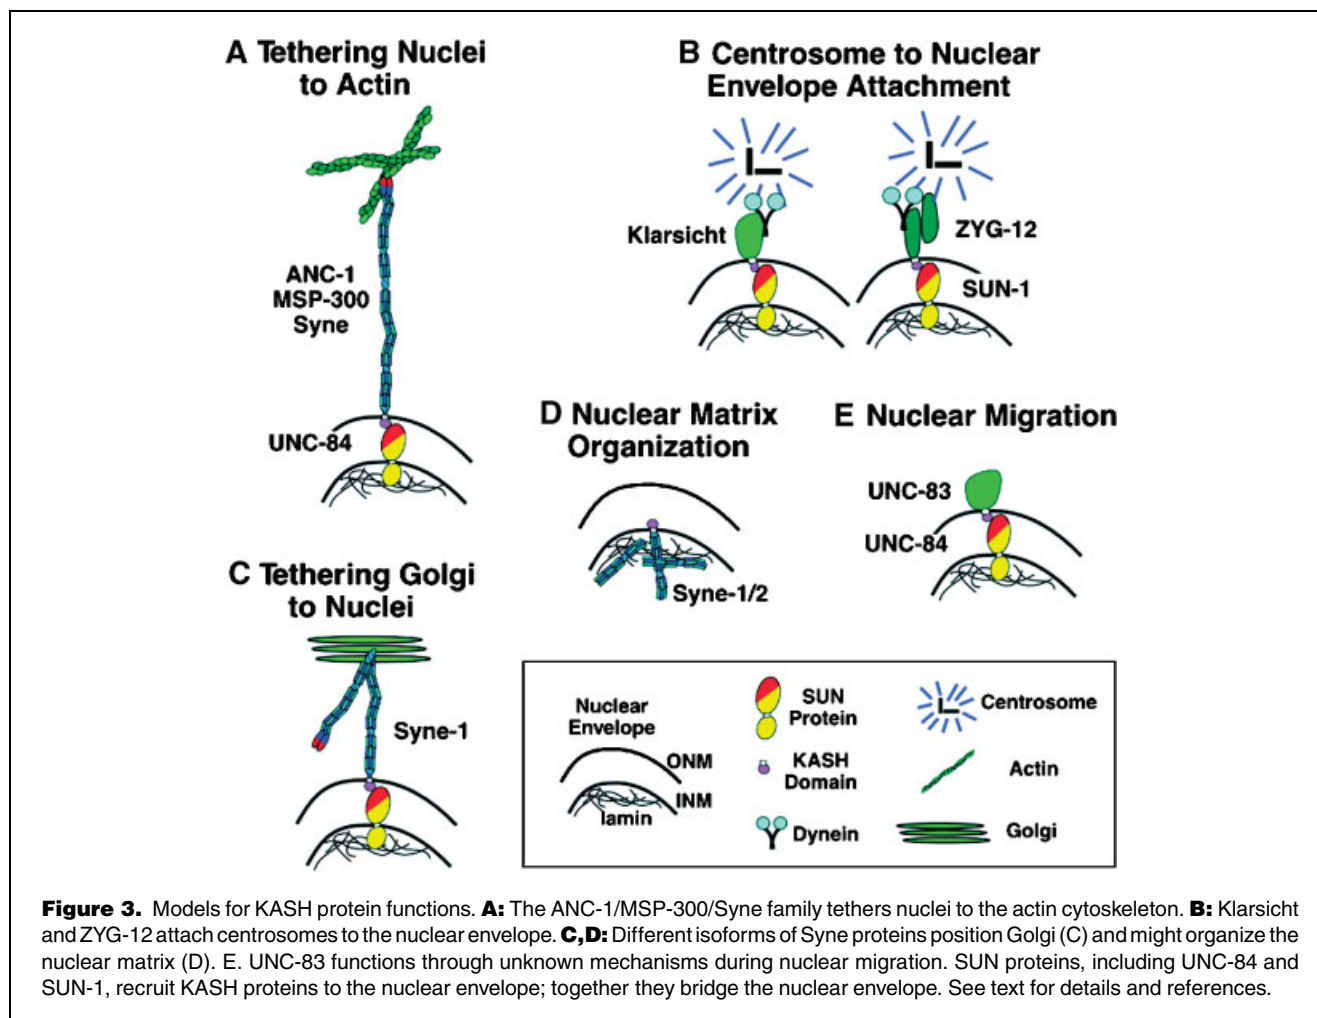 A Tethering Nuclei
to Actin
ANC-1
MSP-300
Syne
UNC-84
B Centrosome to Nuclear
Envelope Attachment
Klarsicht
ZYG-12
SUN-1
C Tethering Golgi
to Nuclei
Syne-1
D Nuclear Matrix
Organization
Syne-1/2
E Nuclear Migration
UNC-83
UNC-84
Nuclear
Envelope
ONM
INM
lamin
SUN
Protein
KASH
Domain
Dynein
Centrosome
Actin
Golgi
Figure 3. Models for KASH protein functions. A: The ANC-1/MSP-300/Syne family tethers nuclei to the actin cytoskeleton. B: Klarsicht
and ZYG-12 attach centrosomes to the nuclear envelope. C,D: Different isoforms of Syne proteins position Golgi (C) and might organize the
nuclear matrix (D). E. UNC-83 functions through unknown mechanisms during nuclear migration. SUN proteins, including UNC-84 and
SUN-1, recruit KASH proteins to the nuclear envelope; together they bridge the nuclear envelope. See text for details and references.